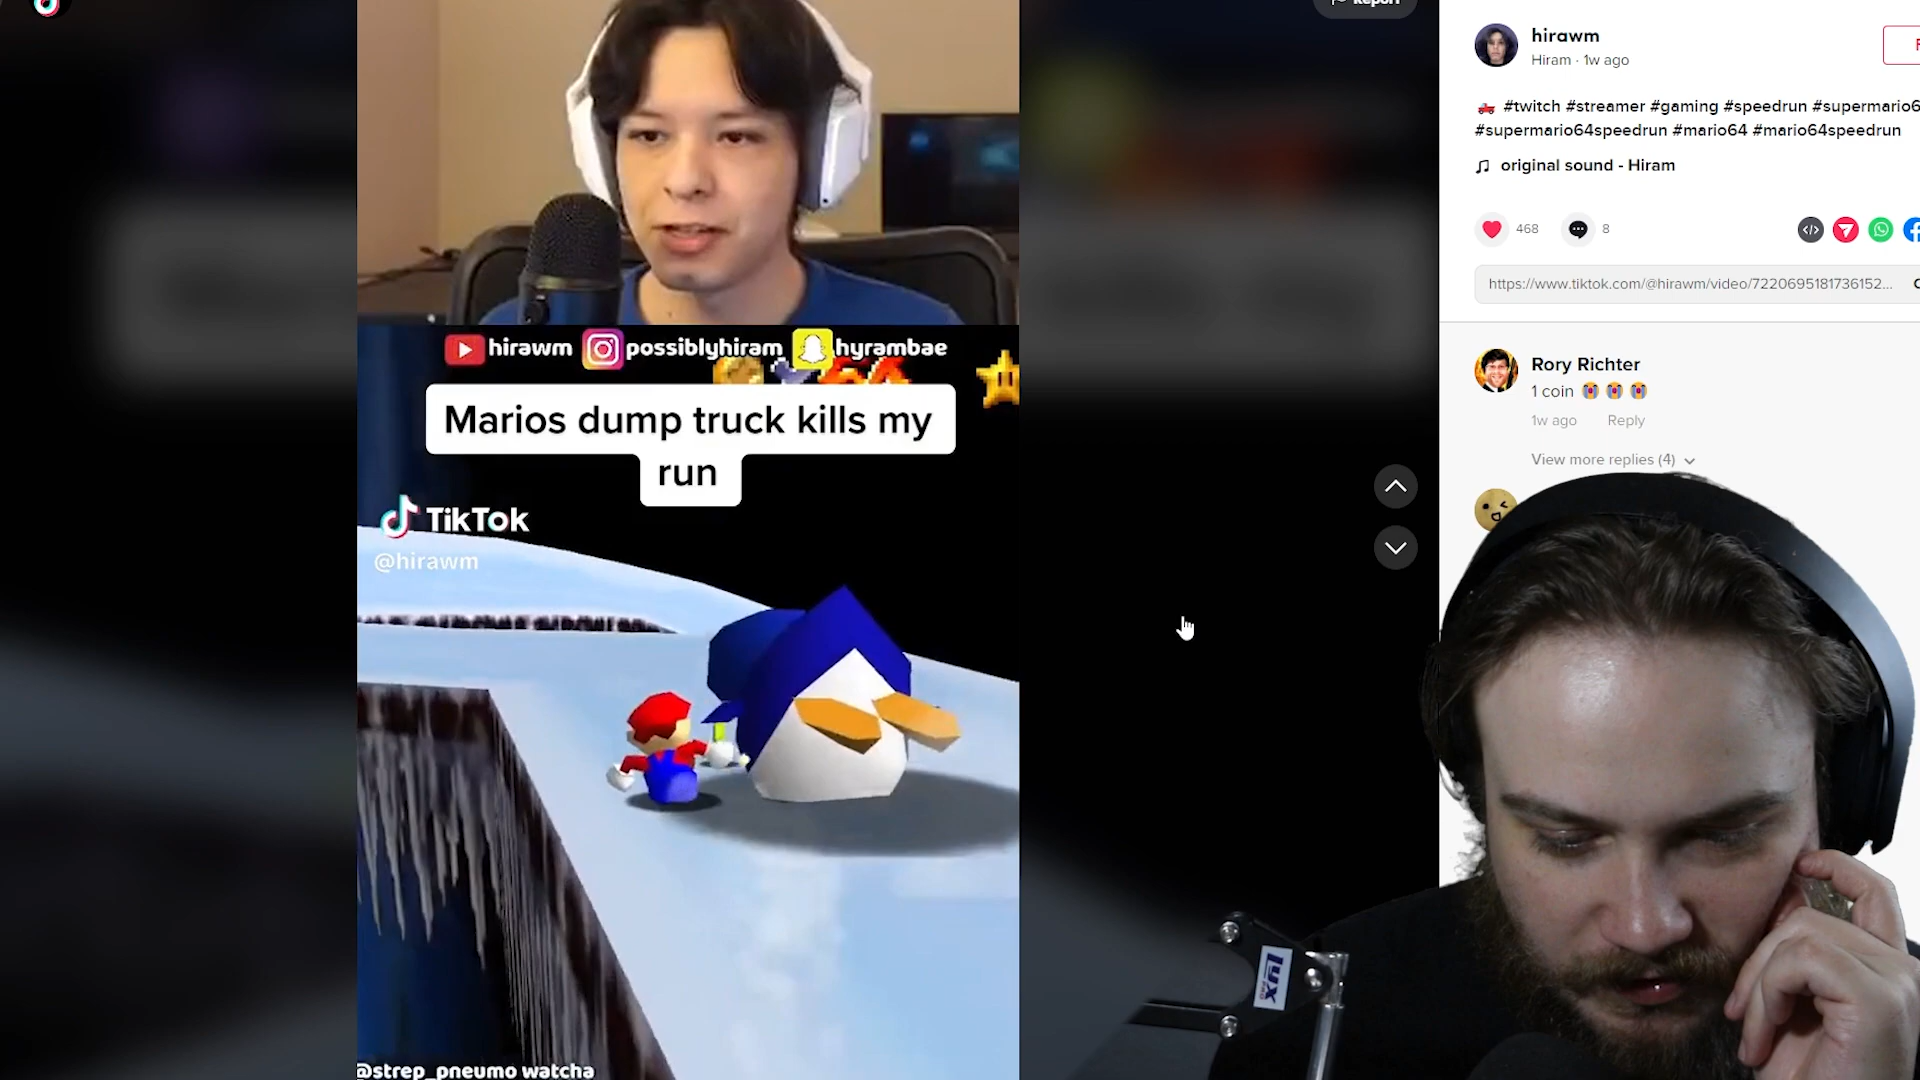 Report
hirawm
Hiram · 1w ago
#twitch #streamer #gaming #speedrun #supermario6
#supermario64speedrun #mario64 #mario64speedrun
original sound - Hiram
468
8
https://www.tiktok.com/@hirawm/video/7220695181736152...
Rory Richter
1 coin
1w ago Reply
View more replies (4)
hirawm possiblyhiram hyrambae
Marios dump truck kills my
run
TikTok
@hirawm
@strep_pneumo watcha
LYX